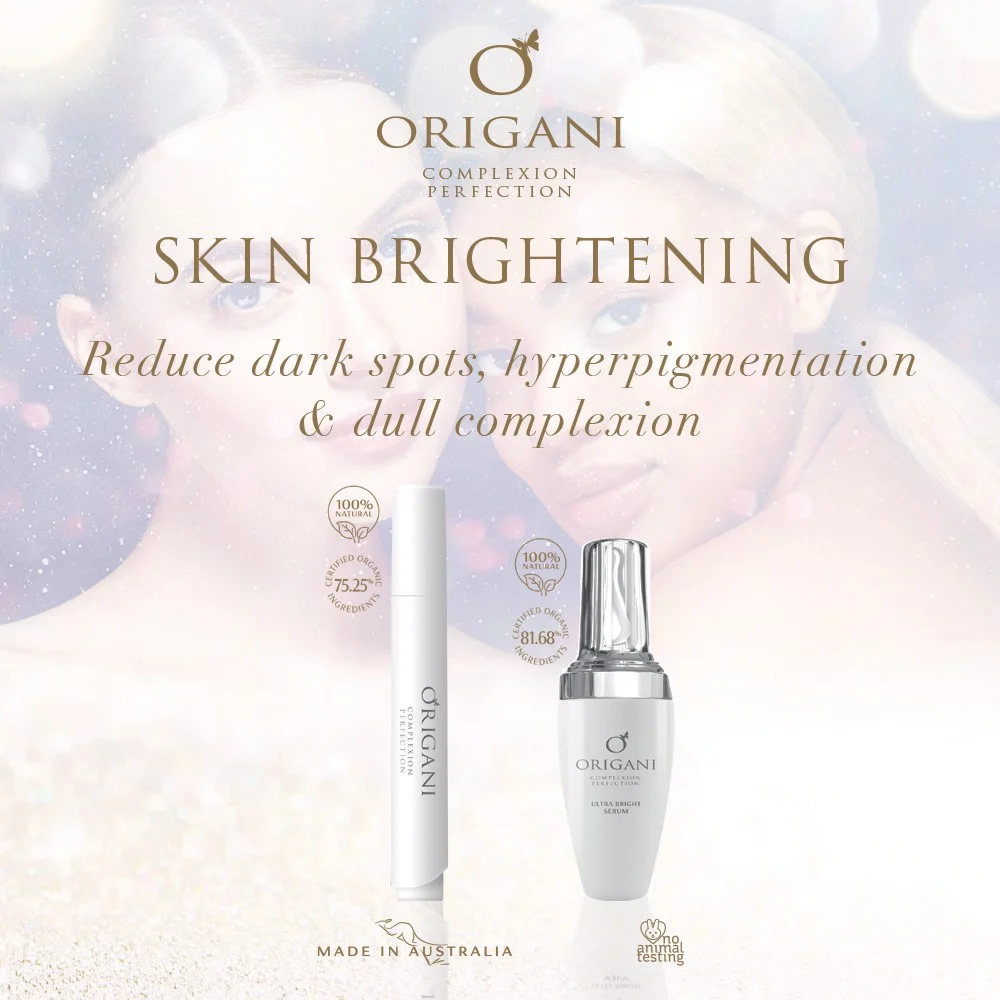 ORIGANI
COMPLEXION
PERFECTION
SKIN BRIGHTENING
Reduce dark spots, hyperpigmentation
& dull complexion
100%
NATURAL
CERTIFIED ORGANIC
75.25%
INGREDIENTS
100%
NATURAL
CERTIFIED ORGANIC
81.68%
INGREDIENTS
ORIGANI
COMPLEXION
PERFECTION
ORIGANI
COMPLEXION
PERFECTION
ULTRA BRIGHT
SERUM
MADE IN AUSTRALIA
no
animal
testing